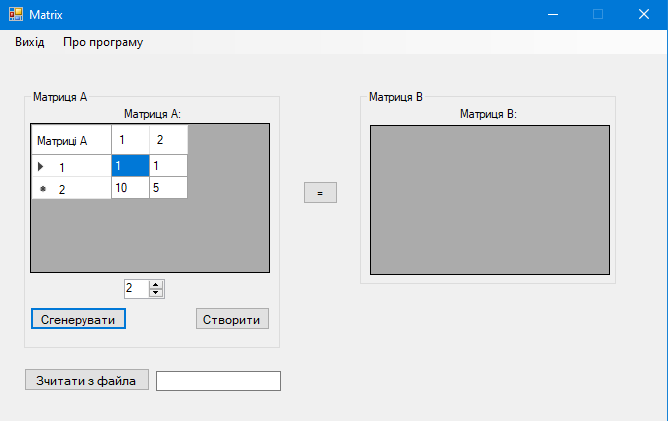 Matrix
Вихід Про програму
Матриця A
Матриця A:
Матриці A 1 2
1 1 1
2 10 5
2
Сгенерувати Створити
Зчитати з файла
=
Матриця B
Матриця B: